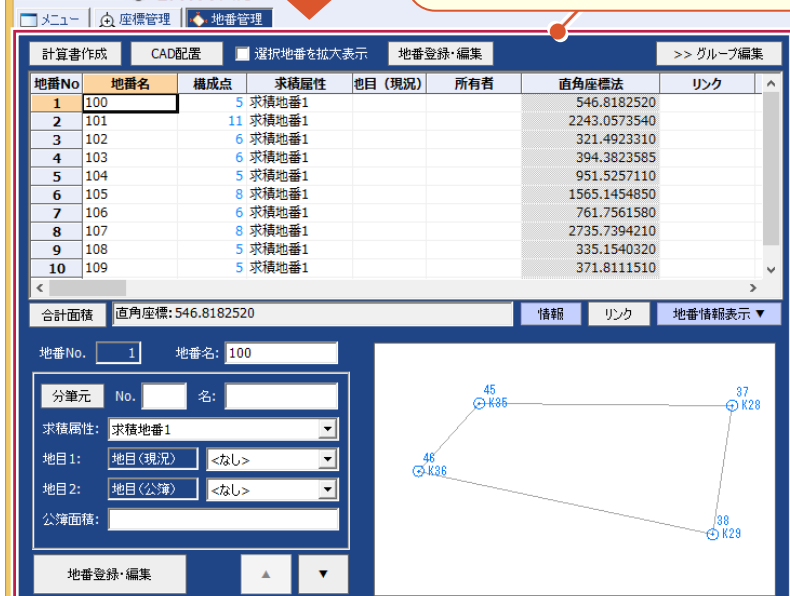 メニュー 座標管理 地番管理
計算書作成 CAD配置 選択地番を拡大表示 地番登録・編集 >> グループ編集
地番No 地番名 構成点 求積属性 地目（現況） 所有者 直角座標法 リンク
1 100 5 求積地番1 546.8182520
2 101 11 求積地番1 2243.0573540
3 102 6 求積地番1 321.4923310
4 103 6 求積地番1 394.3823585
5 104 5 求積地番1 951.5257110
6 105 8 求積地番1 1565.1454850
7 106 6 求積地番1 761.7561580
8 107 8 求積地番1 2735.7394210
9 108 5 求積地番1 335.1540320
10 109 5 求積地番1 371.8111510
合計面積 直角座標:546.8182520 情報 リンク 地番情報表示 ▼
地番No. 1 地番名: 100
分筆元 No. 名:
求積属性: 求積地番1
地目1: 地目(現況) <なし>
地目2: 地目(公簿) <なし>
公簿面積:
地番登録・編集 ▲ ▼
45
K35
37
K28
46
K36
38
K29